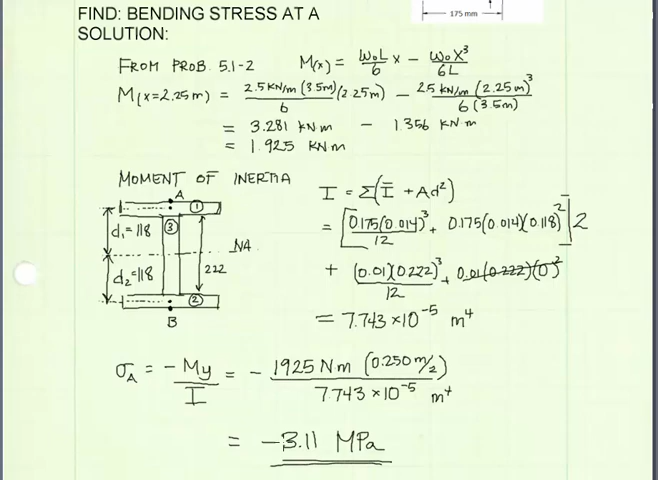 FIND: BENDING STRESS AT A
SOLUTION:
175 mm
FROM PROB. 5.1-2 M(x) = W₀L/6 x − W₀X³/6L
M(x=2.25m) = 2.5 KN/m (3.5m)/6 (2.25m) − 2.5 KN/m (2.25m)³/6(3.5m)
= 3.281 KN m − 1.356 KN m
= 1.925 KN m
MOMENT OF INERTIA
A
①
d₁=118
③
NA
d₂=118
222
②
B
I = Σ(Ī + Ad²)
= [0.175(0.014)³/12 + 0.175(0.014)(0.118)²]2
+ (0.01)(0.222)³/12 + 0.01(0.222)(0)²
= 7.743 ×10⁻⁵ m⁴
σA = −My/I = − 1925 Nm (0.250 m/2)/7.743 ×10⁻⁵ m⁴
= −3.11 MPa